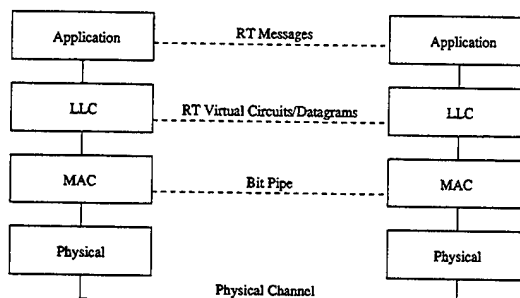 RT Messages
Application
Application
RT Virtual Circuits/Datagrams
LLC
LLC
Bit Pipe
MAC
MAC
Physical
Physical
Physical Channel